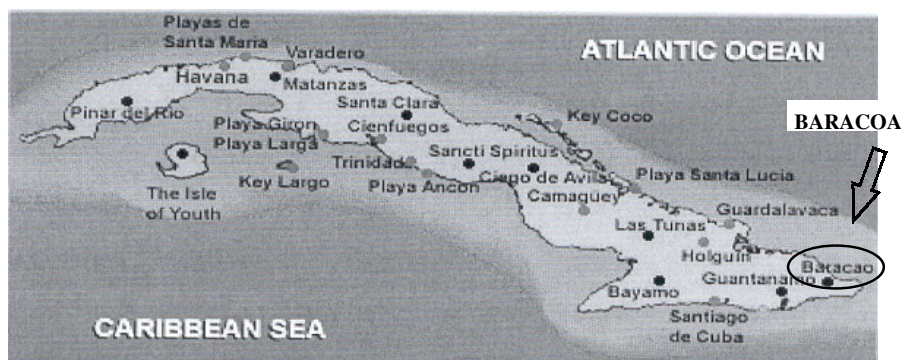 Playas de
Santa Maria
Varadero
ATLANTIC OCEAN
Havana
Matanzas
Pinar del Rio
Santa Clara
Key Coco
BARACOA
Playa Giron
Cienfuegos
Playa Larga
Sancti Spiritus
Trinidad
Ciego de Avila
Playa Santa Lucia
The Isle
of Youth
Key Largo
Playa Ancon
Camagüey
Guardalavaca
Las Tunas
Holguin
Baracao
Guantanamo
Bayamo
Santiago
de Cuba
CARIBBEAN SEA